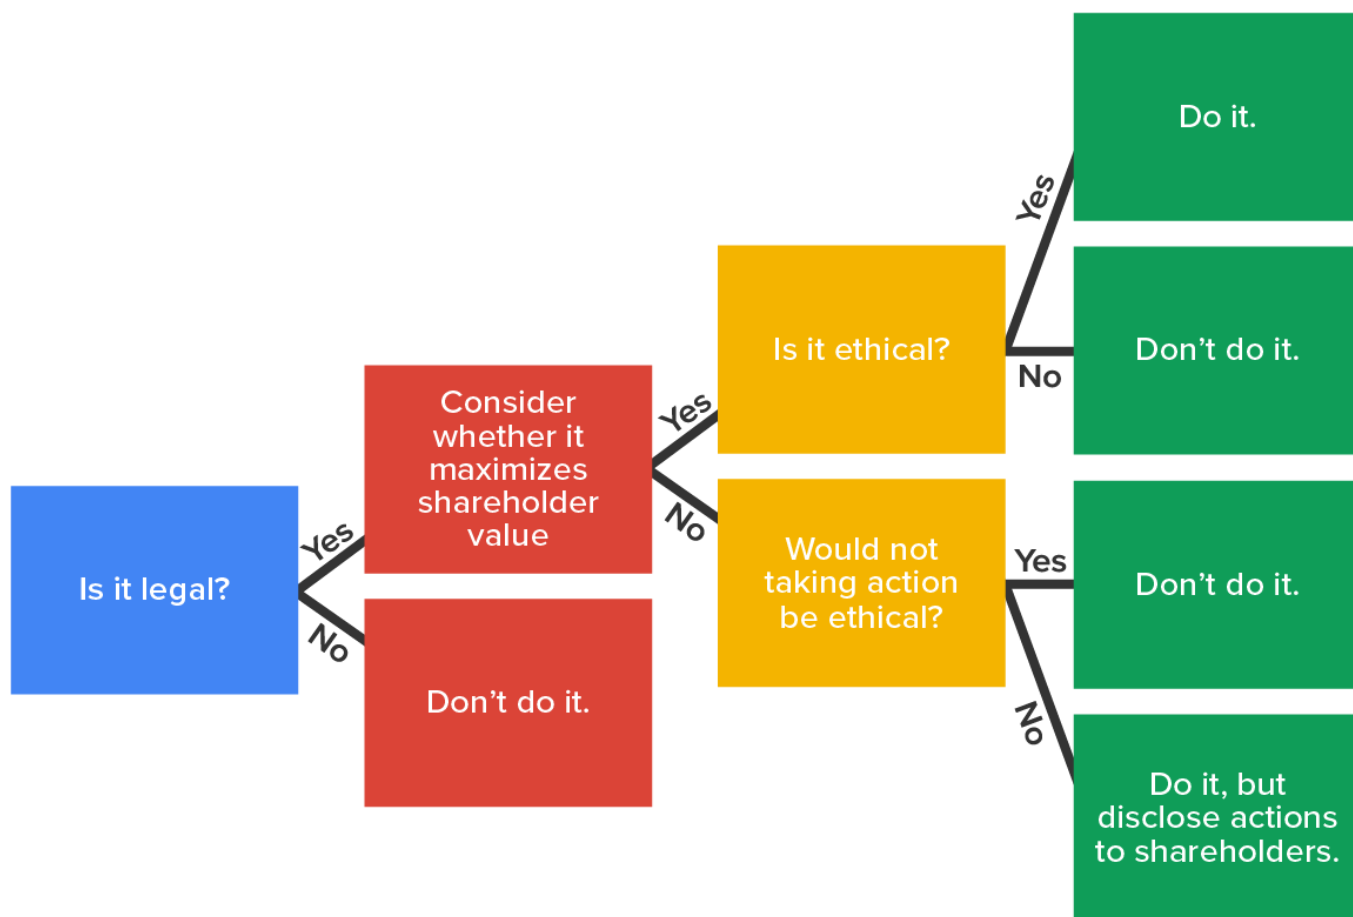 Is it legal?
Yes
No
Consider
whether it
maximizes
shareholder
value
Don’t do it.
Yes
No
Is it ethical?
Would not
taking action
be ethical?
Yes
No
Yes
No
Do it.
Don’t do it.
Don’t do it.
Do it, but
disclose actions
to shareholders.